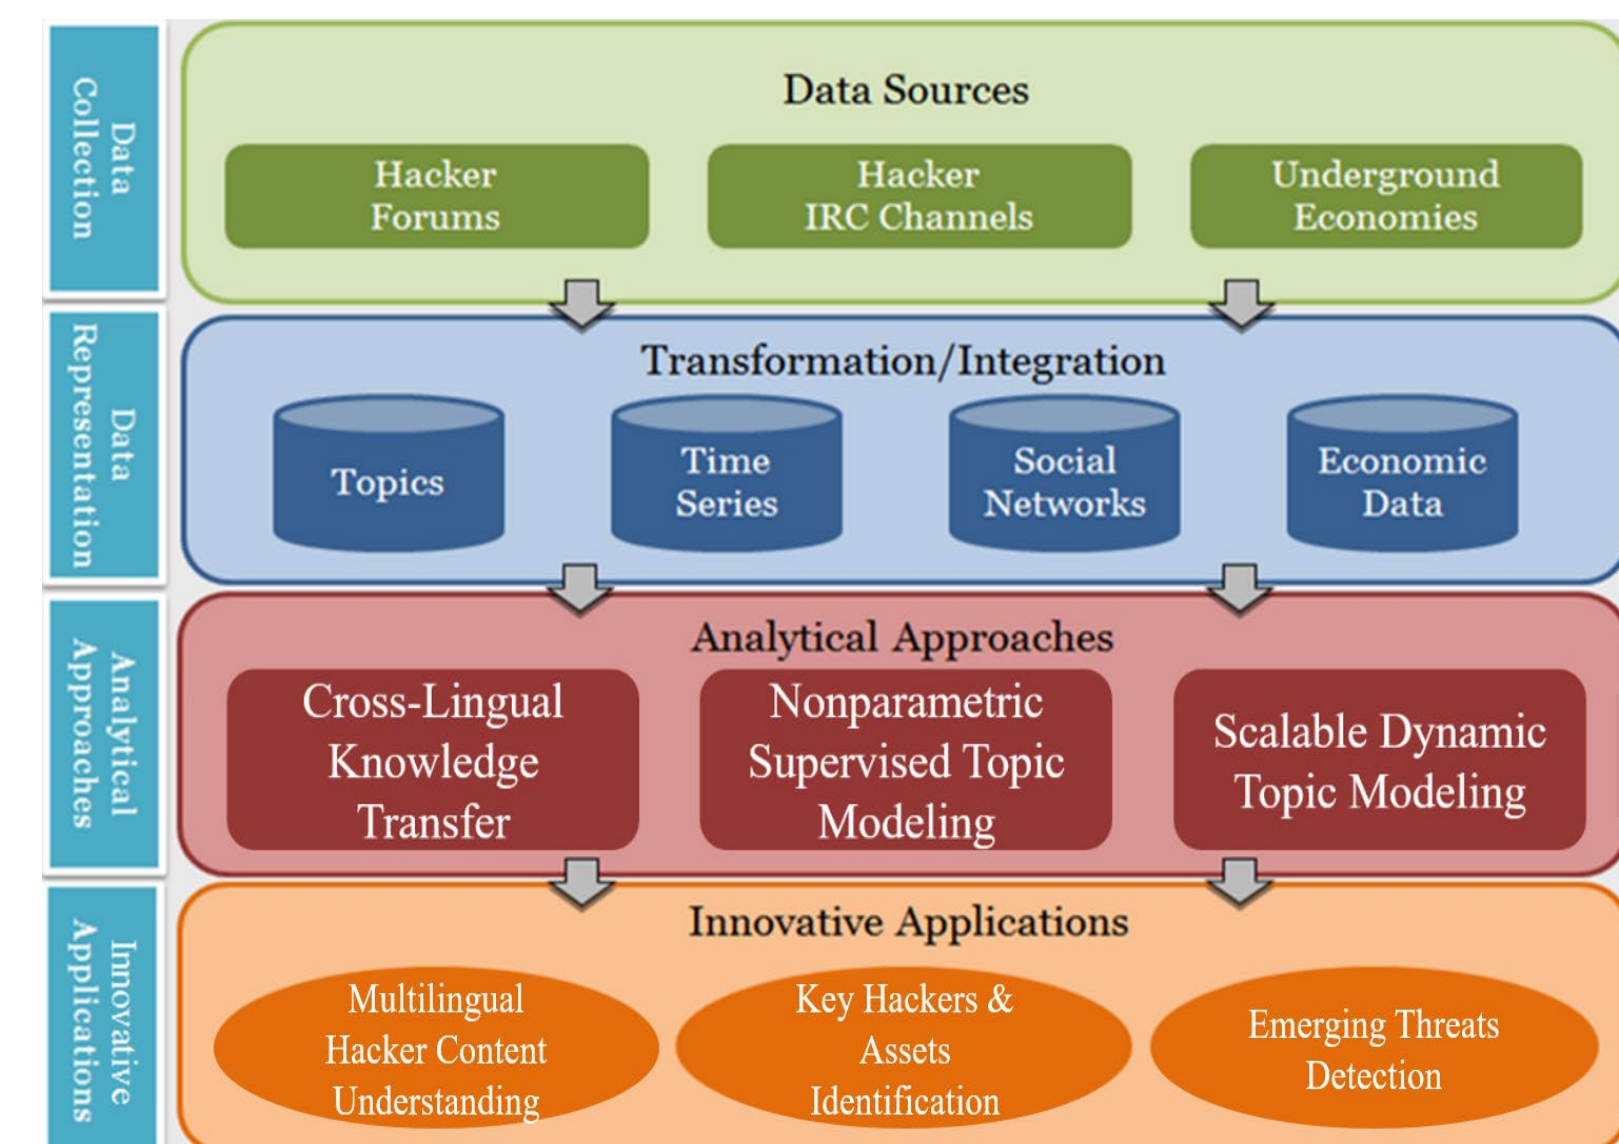 Data
Collection
Data Sources
Hacker
Forums
Hacker
IRC Channels
Underground
Economies
Data
Representation
Transformation/Integration
Topics
Time
Series
Social
Networks
Economic
Data
Analytical
Approaches
Analytical Approaches
Cross-Lingual
Knowledge
Transfer
Nonparametric
Supervised Topic
Modeling
Scalable Dynamic
Topic Modeling
Innovative
Applications
Innovative Applications
Multilingual
Hacker Content
Understanding
Key Hackers &
Assets
Identification
Emerging Threats
Detection